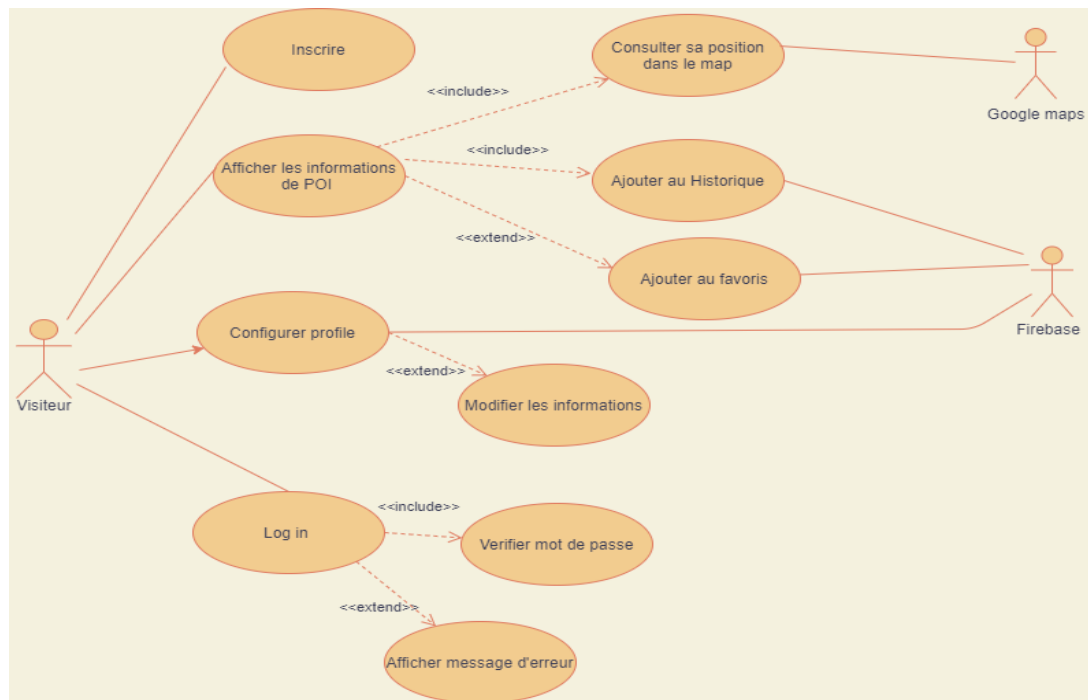 Inscrire
Consulter sa position
dans le map
Google maps
<<include>>
Afficher les informations
de POI
<<include>>
Ajouter au Historique
<<extend>>
Ajouter au favoris
Firebase
Configurer profile
<<extend>>
Modifier les informations
Visiteur
Log in
<<include>>
Verifier mot de passe
<<extend>>
Afficher message d'erreur